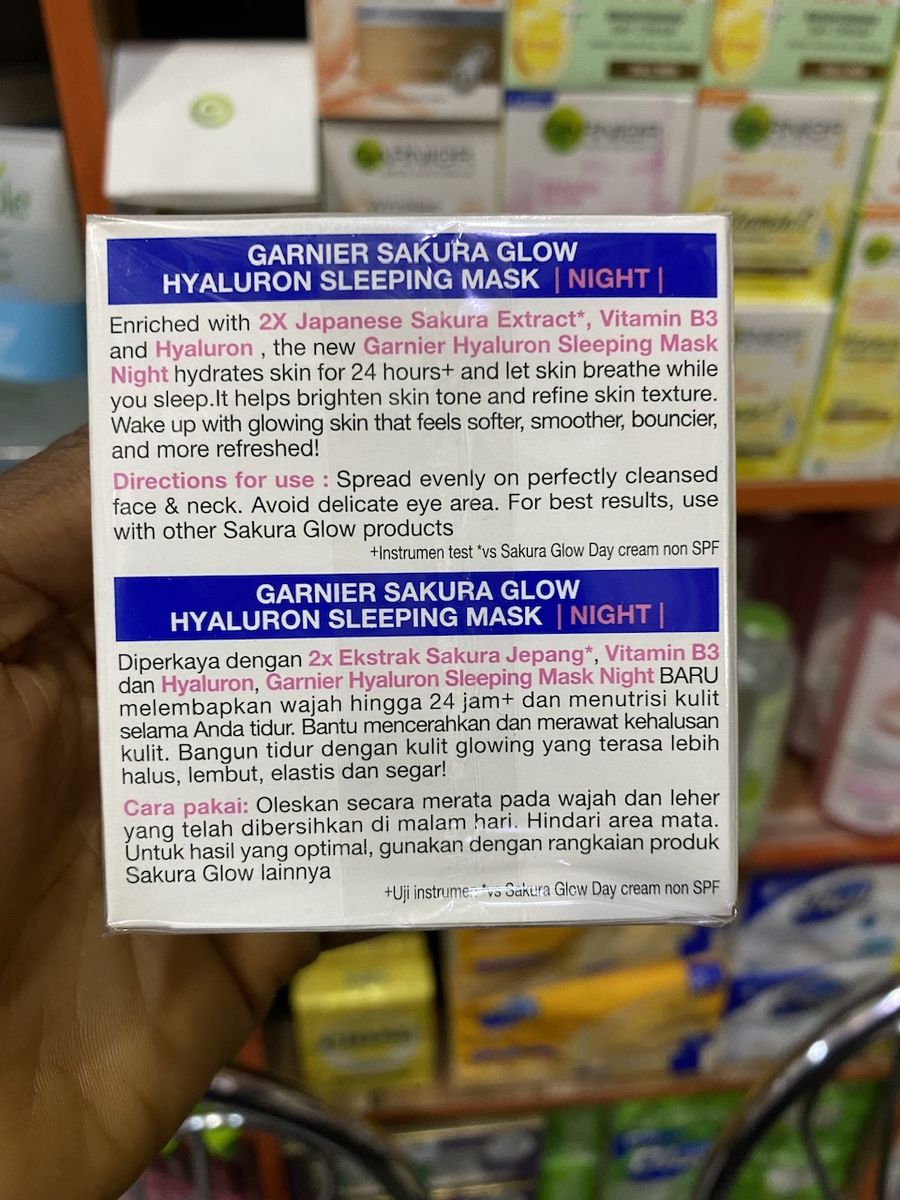 GARNIER SAKURA GLOW
HYALURON SLEEPING MASK | NIGHT |
Enriched with 2X Japanese Sakura Extract*, Vitamin B3
and Hyaluron , the new Garnier Hyaluron Sleeping Mask
Night hydrates skin for 24 hours+ and let skin breathe while
you sleep.It helps brighten skin tone and refine skin texture.
Wake up with glowing skin that feels softer, smoother, bouncier,
and more refreshed!
Directions for use : Spread evenly on perfectly cleansed
face & neck. Avoid delicate eye area. For best results, use
with other Sakura Glow products
+Instrumen test *vs Sakura Glow Day cream non SPF
GARNIER SAKURA GLOW
HYALURON SLEEPING MASK | NIGHT |
Diperkaya dengan 2x Ekstrak Sakura Jepang*, Vitamin B3
dan Hyaluron, Garnier Hyaluron Sleeping Mask Night BARU
melembapkan wajah hingga 24 jam+ dan menutrisi kulit
selama Anda tidur. Bantu mencerahkan dan merawat kehalusan
kulit. Bangun tidur dengan kulit glowing yang terasa lebih
halus, lembut, elastis dan segar!
Cara pakai: Oleskan secara merata pada wajah dan leher
yang telah dibersihkan di malam hari. Hindari area mata.
Untuk hasil yang optimal, gunakan dengan rangkaian produk
Sakura Glow lainnya
+Uji instrumen *vs Sakura Glow Day cream non SPF
GARNIER
GARNIER